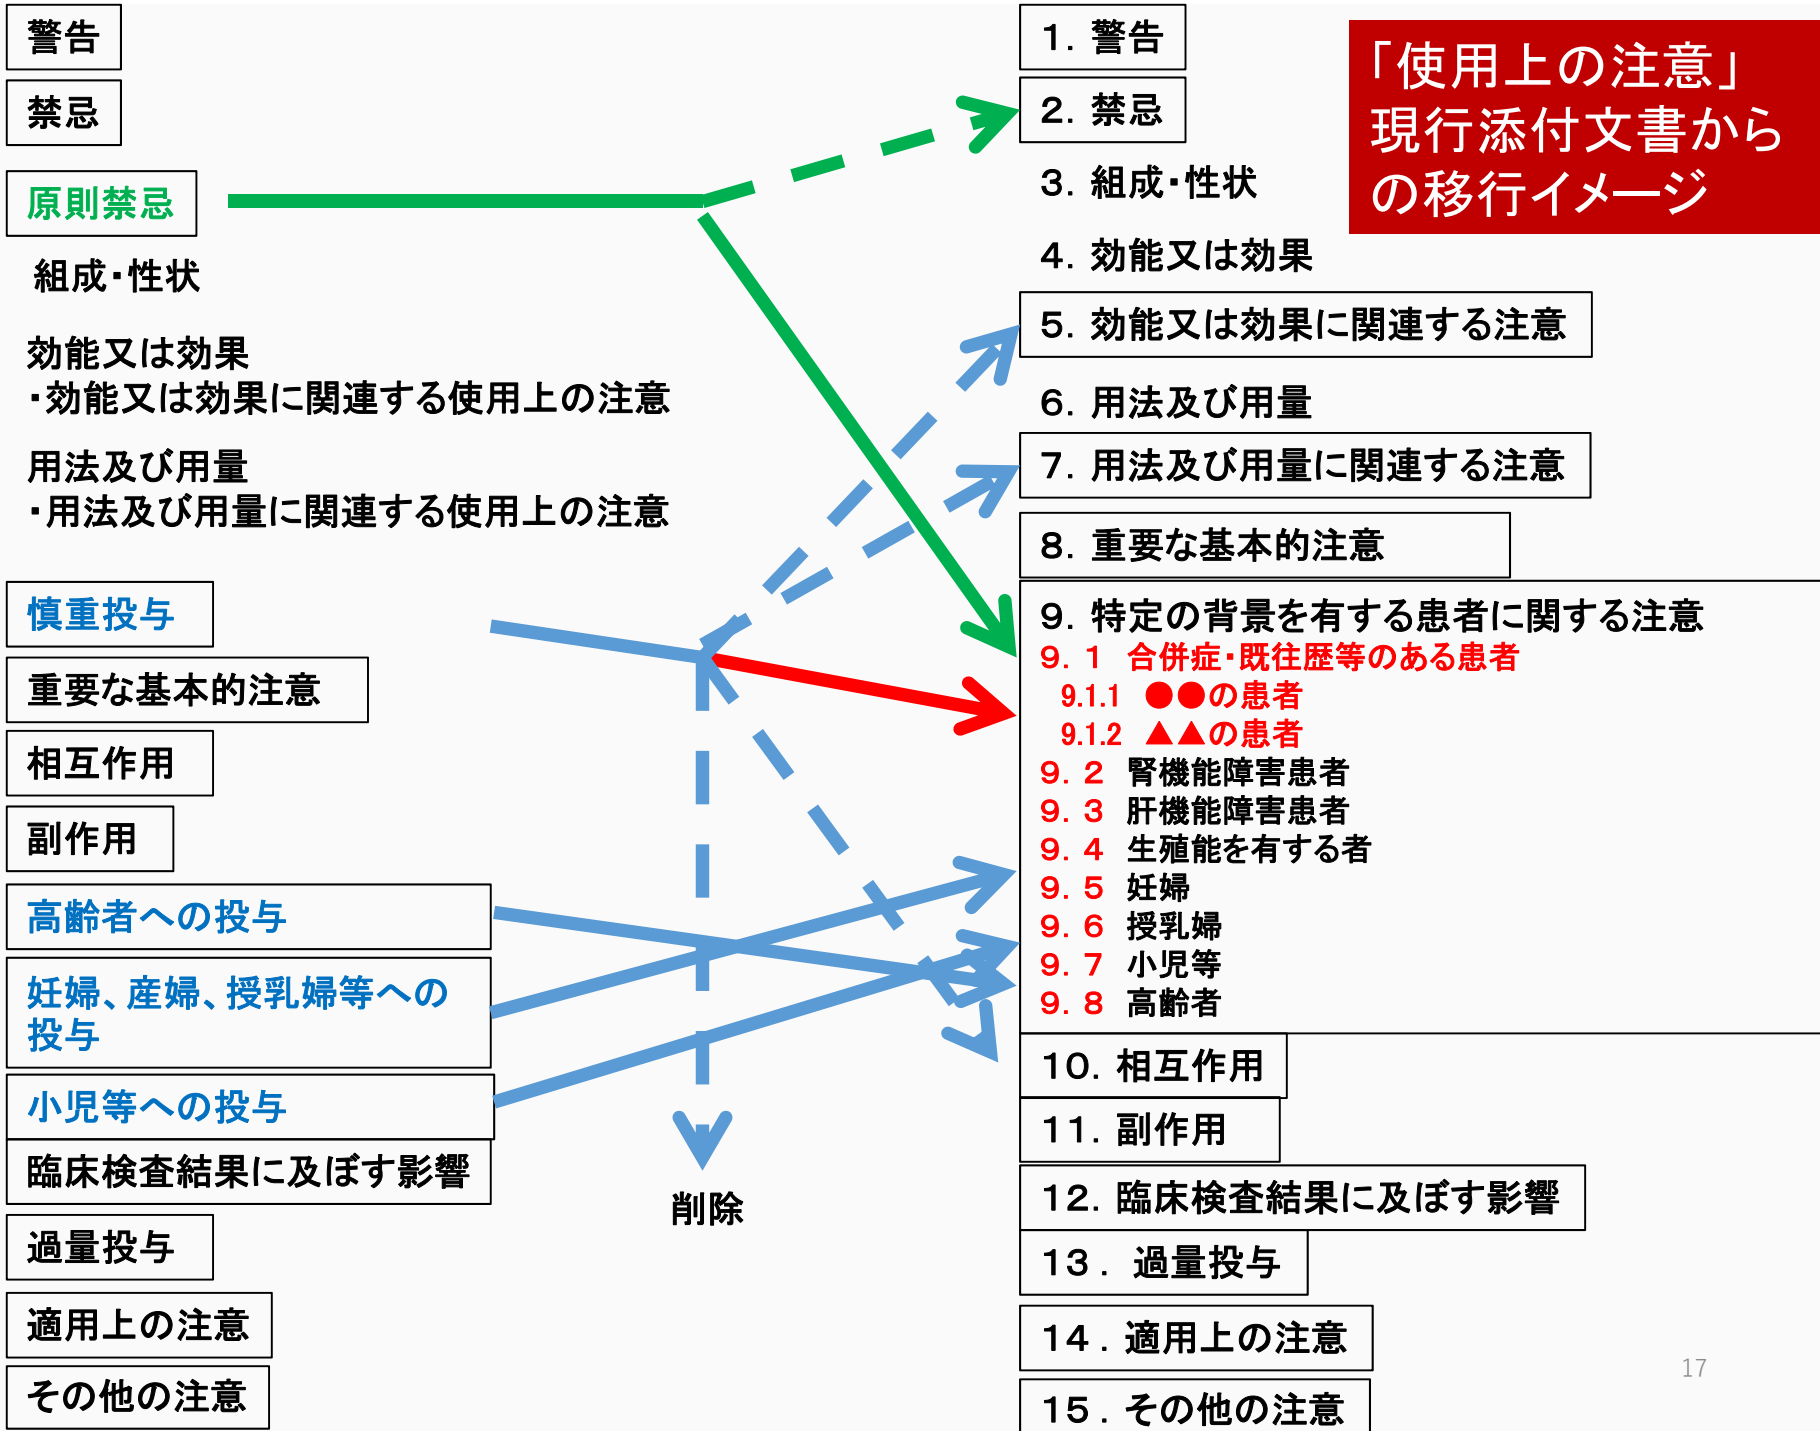 警告
禁忌
原則禁忌
組成・性状
効能又は効果
・効能又は効果に関連する使用上の注意
用法及び用量
・用法及び用量に関連する使用上の注意
慎重投与
重要な基本的注意
相互作用
副作用
高齢者への投与
妊婦、産婦、授乳婦等への
投与
小児等への投与
臨床検査結果に及ぼす影響
過量投与
適用上の注意
その他の注意
削除
１．警告
２．禁忌
３．組成・性状
４．効能又は効果
５．効能又は効果に関連する注意
６．用法及び用量
７．用法及び用量に関連する注意
８．重要な基本的注意
９．特定の背景を有する患者に関する注意
９．１　合併症・既往歴等のある患者
9.1.1　●●の患者
9.1.2　▲▲の患者
９．２　腎機能障害患者
９．３　肝機能障害患者
９．４　生殖能を有する者
９．５　妊婦
９．６　授乳婦
９．７　小児等
９．８　高齢者
１０．相互作用
１１．副作用
１２．臨床検査結果に及ぼす影響
１３．過量投与
１４．適用上の注意
１５．その他の注意
「使用上の注意」
現行添付文書から
の移行イメージ
17